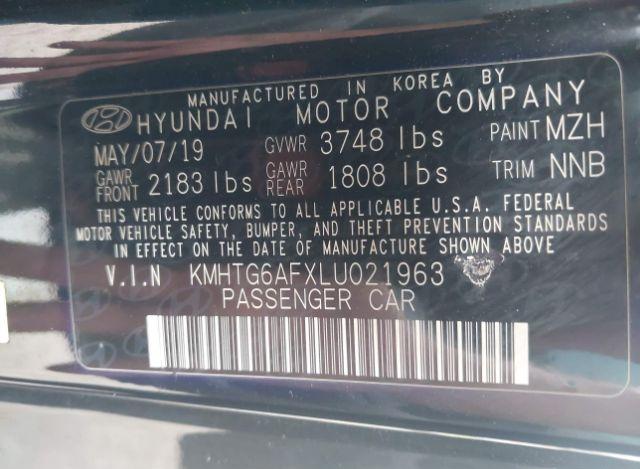 MANUFACTURED IN KOREA BY
HYUNDAI MOTOR COMPANY
MAY/07/19 GVWR 3748 lbs PAINT MZH
GAWR FRONT 2183 lbs GAWR REAR 1808 lbs TRIM NNB
THIS VEHICLE CONFORMS TO ALL APPLICABLE U.S.A. FEDERAL
MOTOR VEHICLE SAFETY, BUMPER, AND THEFT PREVENTION STANDARDS
IN EFFECT ON THE DATE OF MANUFACTURE SHOWN ABOVE.
V.I.N KMHTG6AFXLU021963
PASSENGER CAR